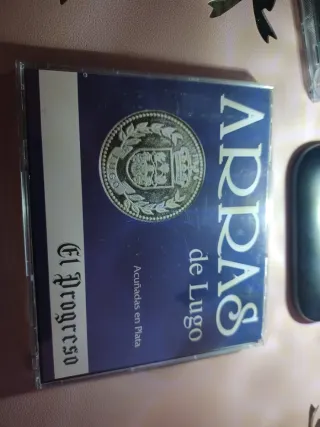 ARRAS
de Lugo
Acuñadas en Plata
El Progreso